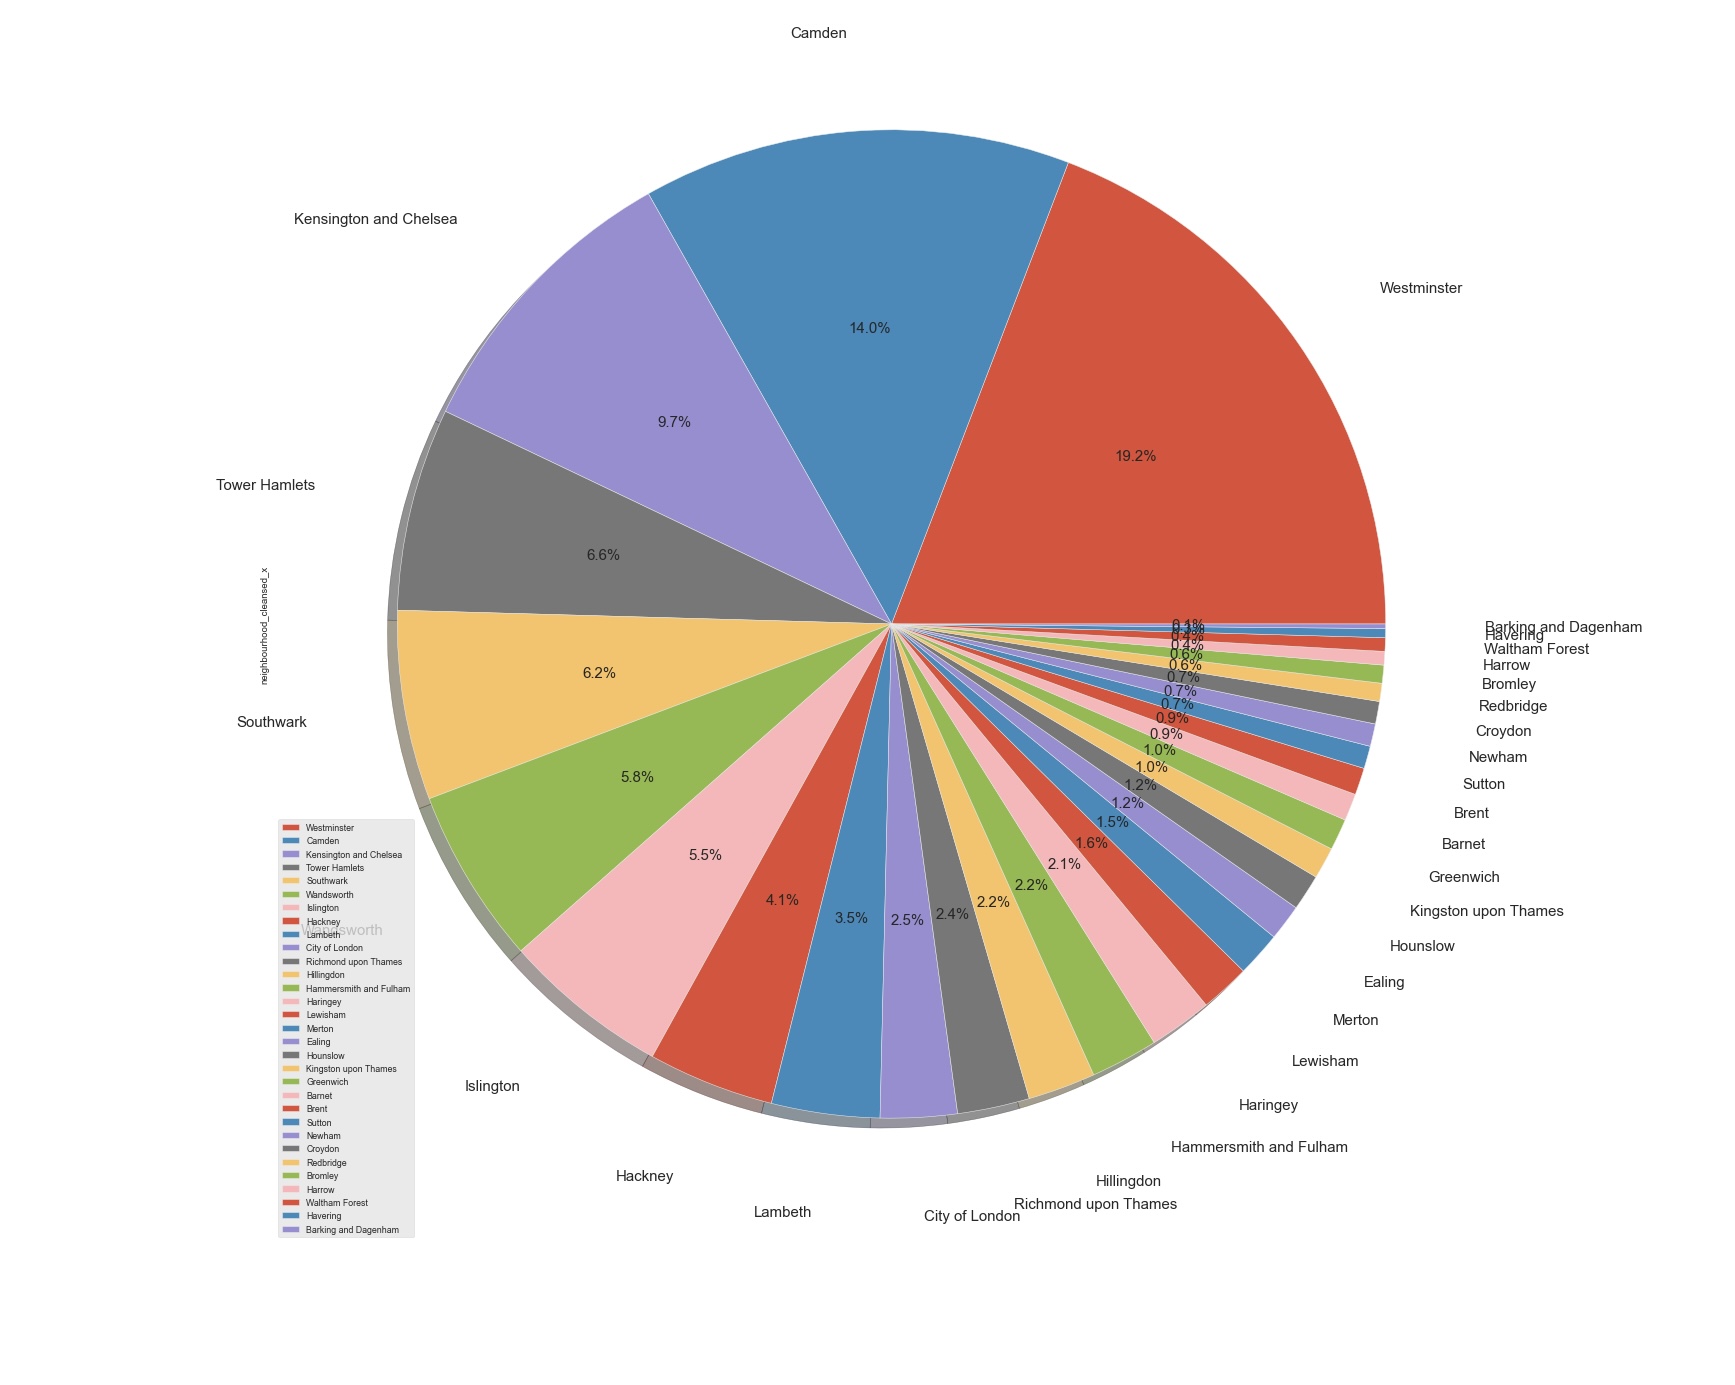 Camden
Kensington and Chelsea
Westminster
14.0%
9.7%
19.2%
Tower Hamlets
6.6%
neighbourhood_cleansed_x
6.2%
Southwark
5.8%
5.5%
4.1%
3.5%
2.5%
2.4%
2.2%
2.2%
2.1%
1.6%
1.5%
1.2%
1.2%
1.0%
1.0%
0.9%
0.9%
0.7%
0.7%
0.7%
0.6%
0.6%
0.4%
0.4%
0.1%
Barking and Dagenham
Havering
Waltham Forest
Harrow
Bromley
Redbridge
Croydon
Newham
Sutton
Brent
Barnet
Greenwich
Kingston upon Thames
Hounslow
Ealing
Merton
Lewisham
Haringey
Hammersmith and Fulham
Hillingdon
Richmond upon Thames
City of London
Lambeth
Hackney
Islington
Wandsworth
Westminster
Camden
Kensington and Chelsea
Tower Hamlets
Southwark
Wandsworth
Islington
Hackney
Lambeth
City of London
Richmond upon Thames
Hillingdon
Hammersmith and Fulham
Haringey
Lewisham
Merton
Ealing
Hounslow
Kingston upon Thames
Greenwich
Barnet
Brent
Sutton
Newham
Croydon
Redbridge
Bromley
Harrow
Waltham Forest
Havering
Barking and Dagenham